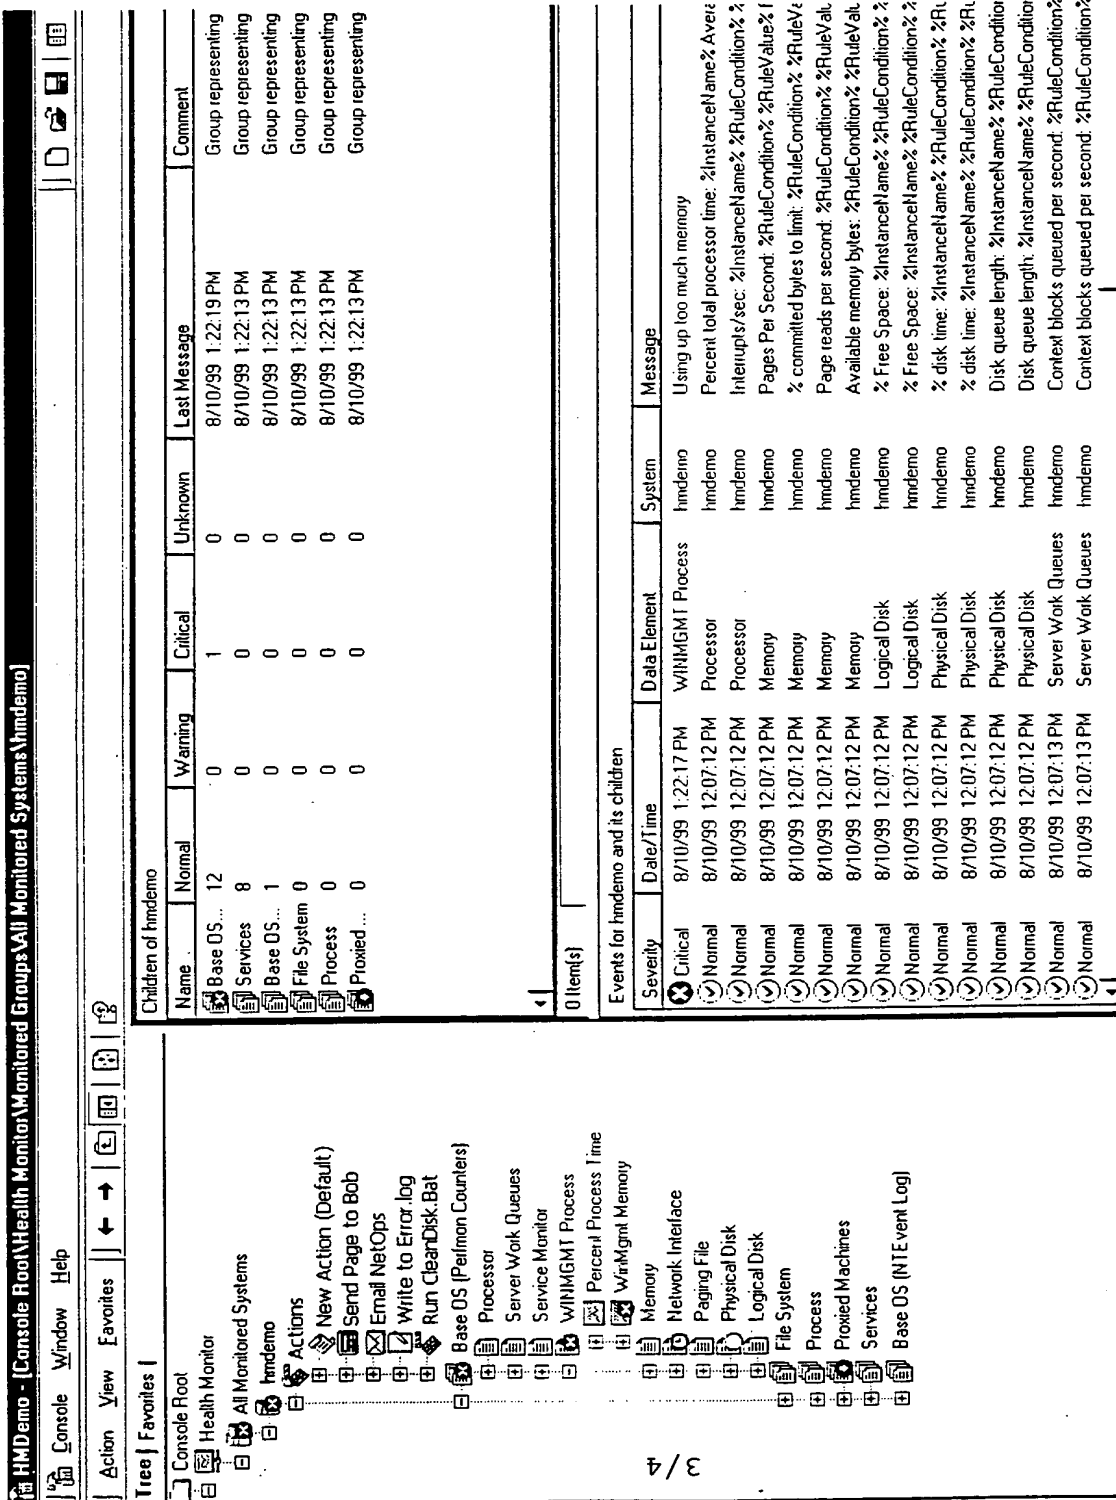 HMDemo - [Console Root\Health Monitor\Monitored Groups\All Monitored Systems\hmdemo]
Console Window Help
Action View Favorites
Tree | Favorites |
Console Root
Health Monitor
All Monitored Systems
hmdemo
Actions
New Action (Default)
Send Page to Bob
Email NetOps
Write to Error.log
Run CleanDisk.Bat
Base OS (Perfmon Counters)
Processor
Server Work Queues
Service Monitor
WINMGMT Process
Percent Process Time
WinMgmt Memory
Memory
Network Interface
Paging File
Physical Disk
Logical Disk
File System
Process
Proxied Machines
Services
Base OS (NTEvent Log)
Children of hmdemo
Name Normal Warning Critical Unknown Last Message Comment
Base OS... 12 0 1 0 8/10/99 1:22:19 PM Group representing
Services 8 0 0 0 8/10/99 1:22:13 PM Group representing
Base OS... 1 0 0 0 8/10/99 1:22:13 PM Group representing
File System 0 0 0 0 8/10/99 1:22:13 PM Group representing
Process 0 0 0 0 8/10/99 1:22:13 PM Group representing
Proxied ... 0 0 0 0 8/10/99 1:22:13 PM Group representing
0 Item(s)
Events for hmdemo and its children
Severity Date/Time Data Element System Message
Critical 8/10/99 1:22:17 PM WINMGMT Process hmdemo Using up too much memory
Normal 8/10/99 12:07:12 PM Processor hmdemo Percent total processor time: %InstanceName% Avera
Normal 8/10/99 12:07:12 PM Processor hmdemo Interrupts/sec: %InstanceName% %RuleCondition% %
Normal 8/10/99 12:07:12 PM Memory hmdemo Pages Per Second: %RuleCondition% %RuleValue%
Normal 8/10/99 12:07:12 PM Memory hmdemo % committed bytes to limit: %RuleCondition% %RuleVa
Normal 8/10/99 12:07:12 PM Memory hmdemo Page reads per second: %RuleCondition% %RuleValu
Normal 8/10/99 12:07:12 PM Memory hmdemo Available memory bytes: %RuleCondition% %RuleValu
Normal 8/10/99 12:07:12 PM Logical Disk hmdemo % Free Space: %InstanceName% %RuleCondition% %
Normal 8/10/99 12:07:12 PM Logical Disk hmdemo % Free Space: %InstanceName% %RuleCondition% %
Normal 8/10/99 12:07:12 PM Physical Disk hmdemo % disk time: %InstanceName% %RuleCondition% %Ru
Normal 8/10/99 12:07:12 PM Physical Disk hmdemo % disk time: %InstanceName% %RuleCondition% %Ru
Normal 8/10/99 12:07:12 PM Physical Disk hmdemo Disk queue length: %InstanceName% %RuleCondition
Normal 8/10/99 12:07:12 PM Physical Disk hmdemo Disk queue length: %InstanceName% %RuleCondition
Normal 8/10/99 12:07:13 PM Server Work Queues hmdemo Context blocks queued per second: %RuleCondition%
Normal 8/10/99 12:07:13 PM Server Work Queues hmdemo Context blocks queued per second: %RuleCondition%
3/4